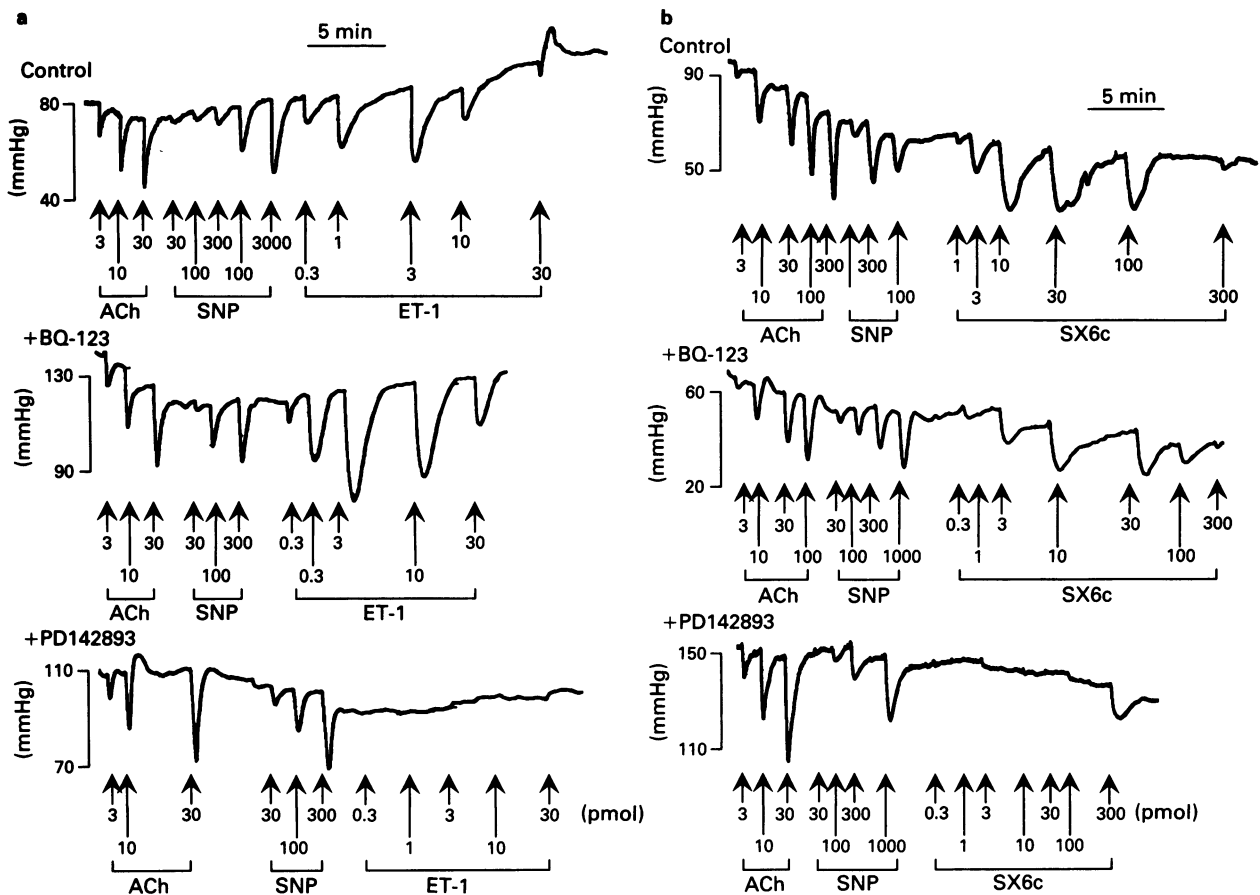 a
5 min
Control
80
(mmHg)
40
3 30 30 300 3000 1 10
10 100 100 0.3 3 30
ACh SNP ET-1
+BQ-123
130
(mmHg)
90
3 30 30 300 0.3 3 30
10 100 0.3 10
ACh SNP ET-1
+PD142893
110
(mmHg)
70
3 30 30 300 0.3 3 30 (pmol)
10 100 1 10
ACh SNP ET-1
b
Control
90
5 min
(mmHg)
50
3 30 300 300 1 10 100
10 100 100 3 30 300
ACh SNP SX6c
+BQ-123
60
(mmHg)
20
3 30 30 300 0.3 3 30 300
10 100 100 1000 1 10 100
ACh SNP SX6c
+PD142893
150
(mmHg)
110
3 30 30 300 0.3 3 30 300 (pmol)
10 100 1000 1 10 100
ACh SNP SX6c